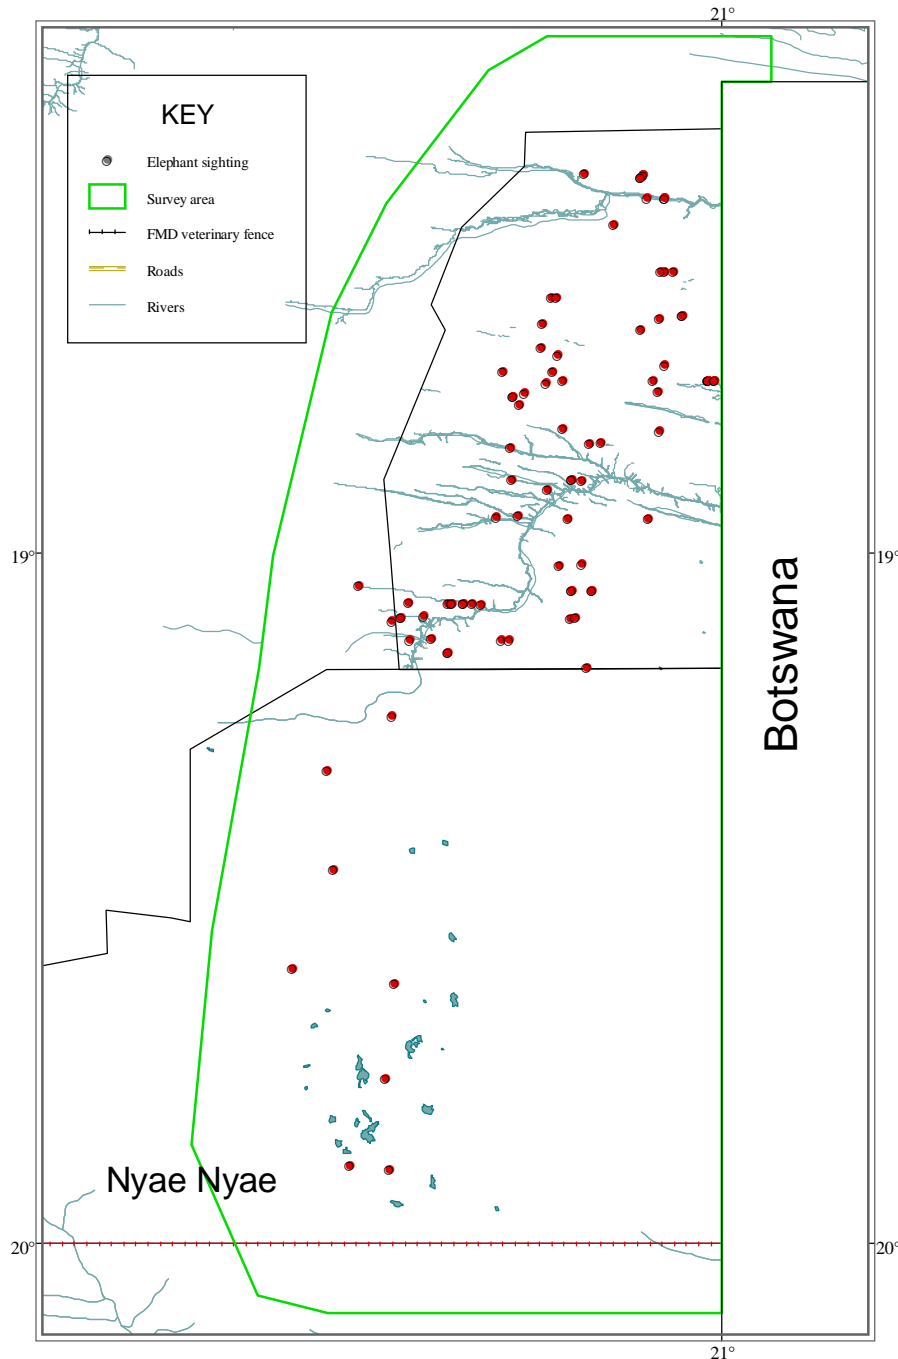 21°
KEY
Elephant sighting
Survey area
FMD veterinary fence
Roads
Rivers
19°
19°
Botswana
Nyae Nyae
20°
20°
21°